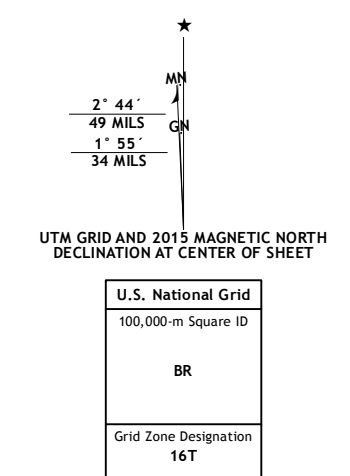 ★
MN
GN
2° 44´
49 MILS
1° 55´
34 MILS
UTM GRID AND 2015 MAGNETIC NORTH
DECLINATION AT CENTER OF SHEET
U.S. National Grid
100,000-m Square ID
BR
Grid Zone Designation
16T